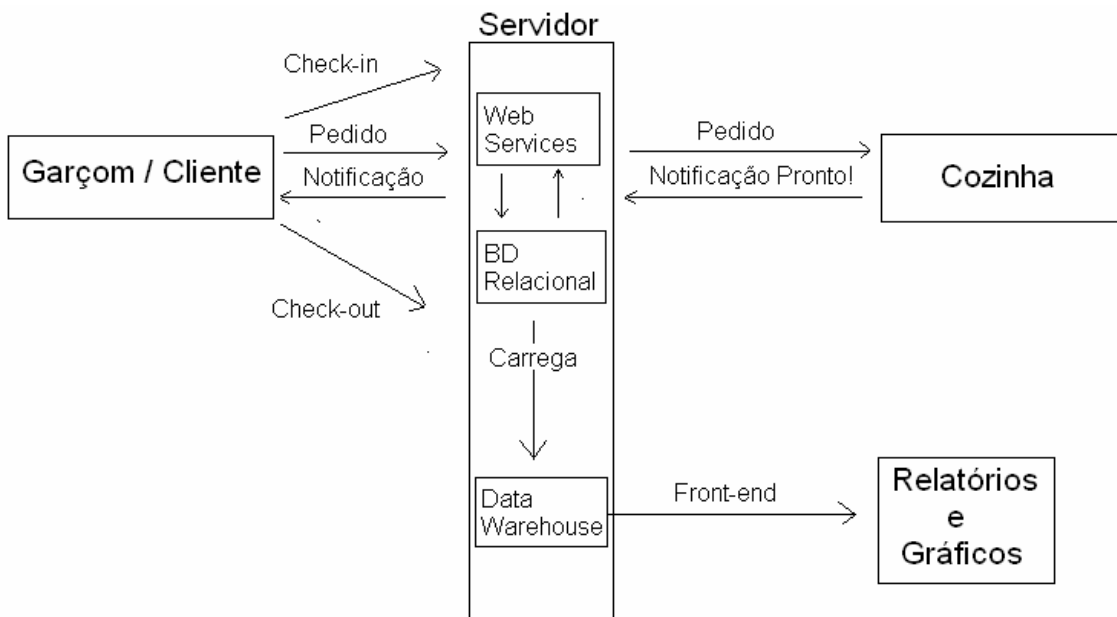 Servidor
Check-in
Web
Services
Pedido
Pedido
Garçom / Cliente
Notificação
Notificação Pronto!
Cozinha
BD
Relacional
Check-out
Carrega
Data
Warehouse
Front-end
Relatórios
e
Gráficos